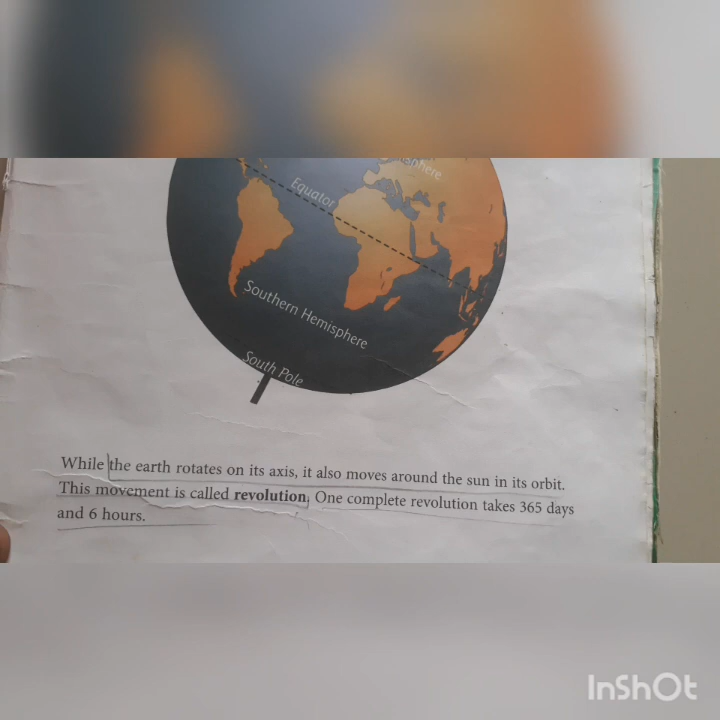 sphere
Equator
Southern Hemisphere
South Pole
While the earth rotates on its axis, it also moves around the sun in its orbit.
This movement is called revolution. One complete revolution takes 365 days
and 6 hours.
InShOt